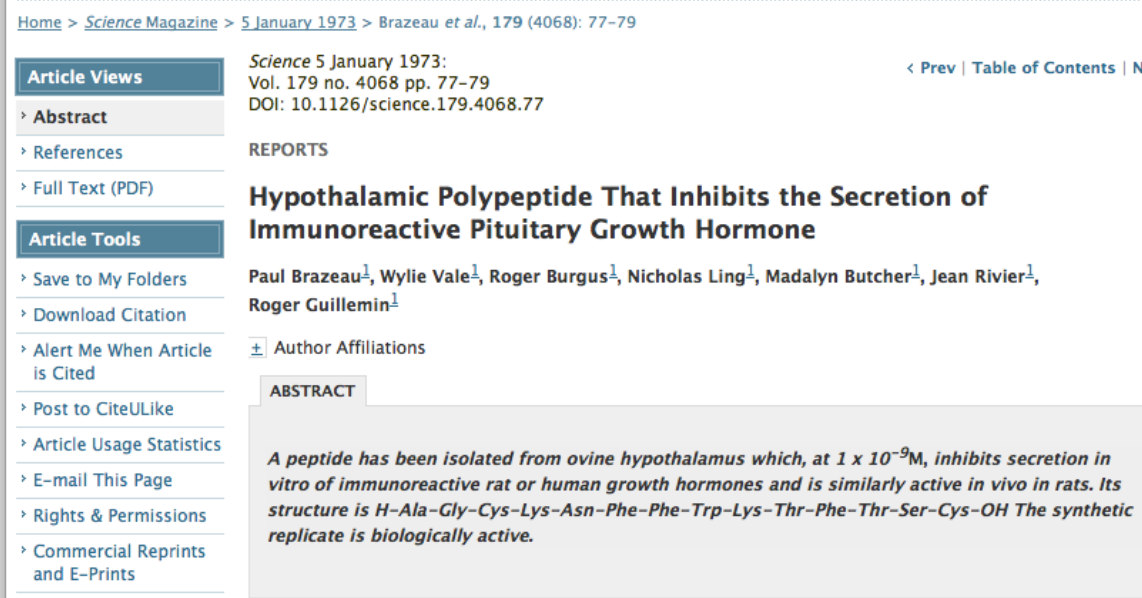 Home > Science Magazine > 5 January 1973 > Brazeau et al., 179 (4068): 77-79
Article Views
Abstract
References
Full Text (PDF)
Article Tools
Save to My Folders
Download Citation
Alert Me When Article
is Cited
Post to CiteULike
Article Usage Statistics
E-mail This Page
Rights & Permissions
Commercial Reprints
and E-Prints
Science 5 January 1973:
Vol. 179 no. 4068 pp. 77-79
DOI: 10.1126/science.179.4068.77
< Prev | Table of Contents | N
REPORTS
Hypothalamic Polypeptide That Inhibits the Secretion of
Immunoreactive Pituitary Growth Hormone
Paul Brazeau1, Wylie Vale1, Roger Burgus1, Nicholas Ling1, Madalyn Butcher1, Jean Rivier1,
Roger Guillemin1
+ Author Affiliations
ABSTRACT
A peptide has been isolated from ovine hypothalamus which, at 1 x 10⁻⁹M, inhibits secretion in
vitro of immunoreactive rat or human growth hormones and is similarly active in vivo in rats. Its
structure is H-Ala-Gly-Cys-Lys-Asn-Phe-Phe-Trp-Lys-Thr-Phe-Thr-Ser-Cys-OH The synthetic
replicate is biologically active.